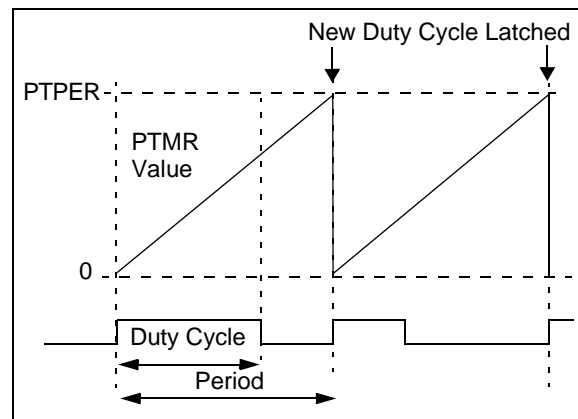 New Duty Cycle Latched
PTPER
PTMR
Value
0
Duty Cycle
Period